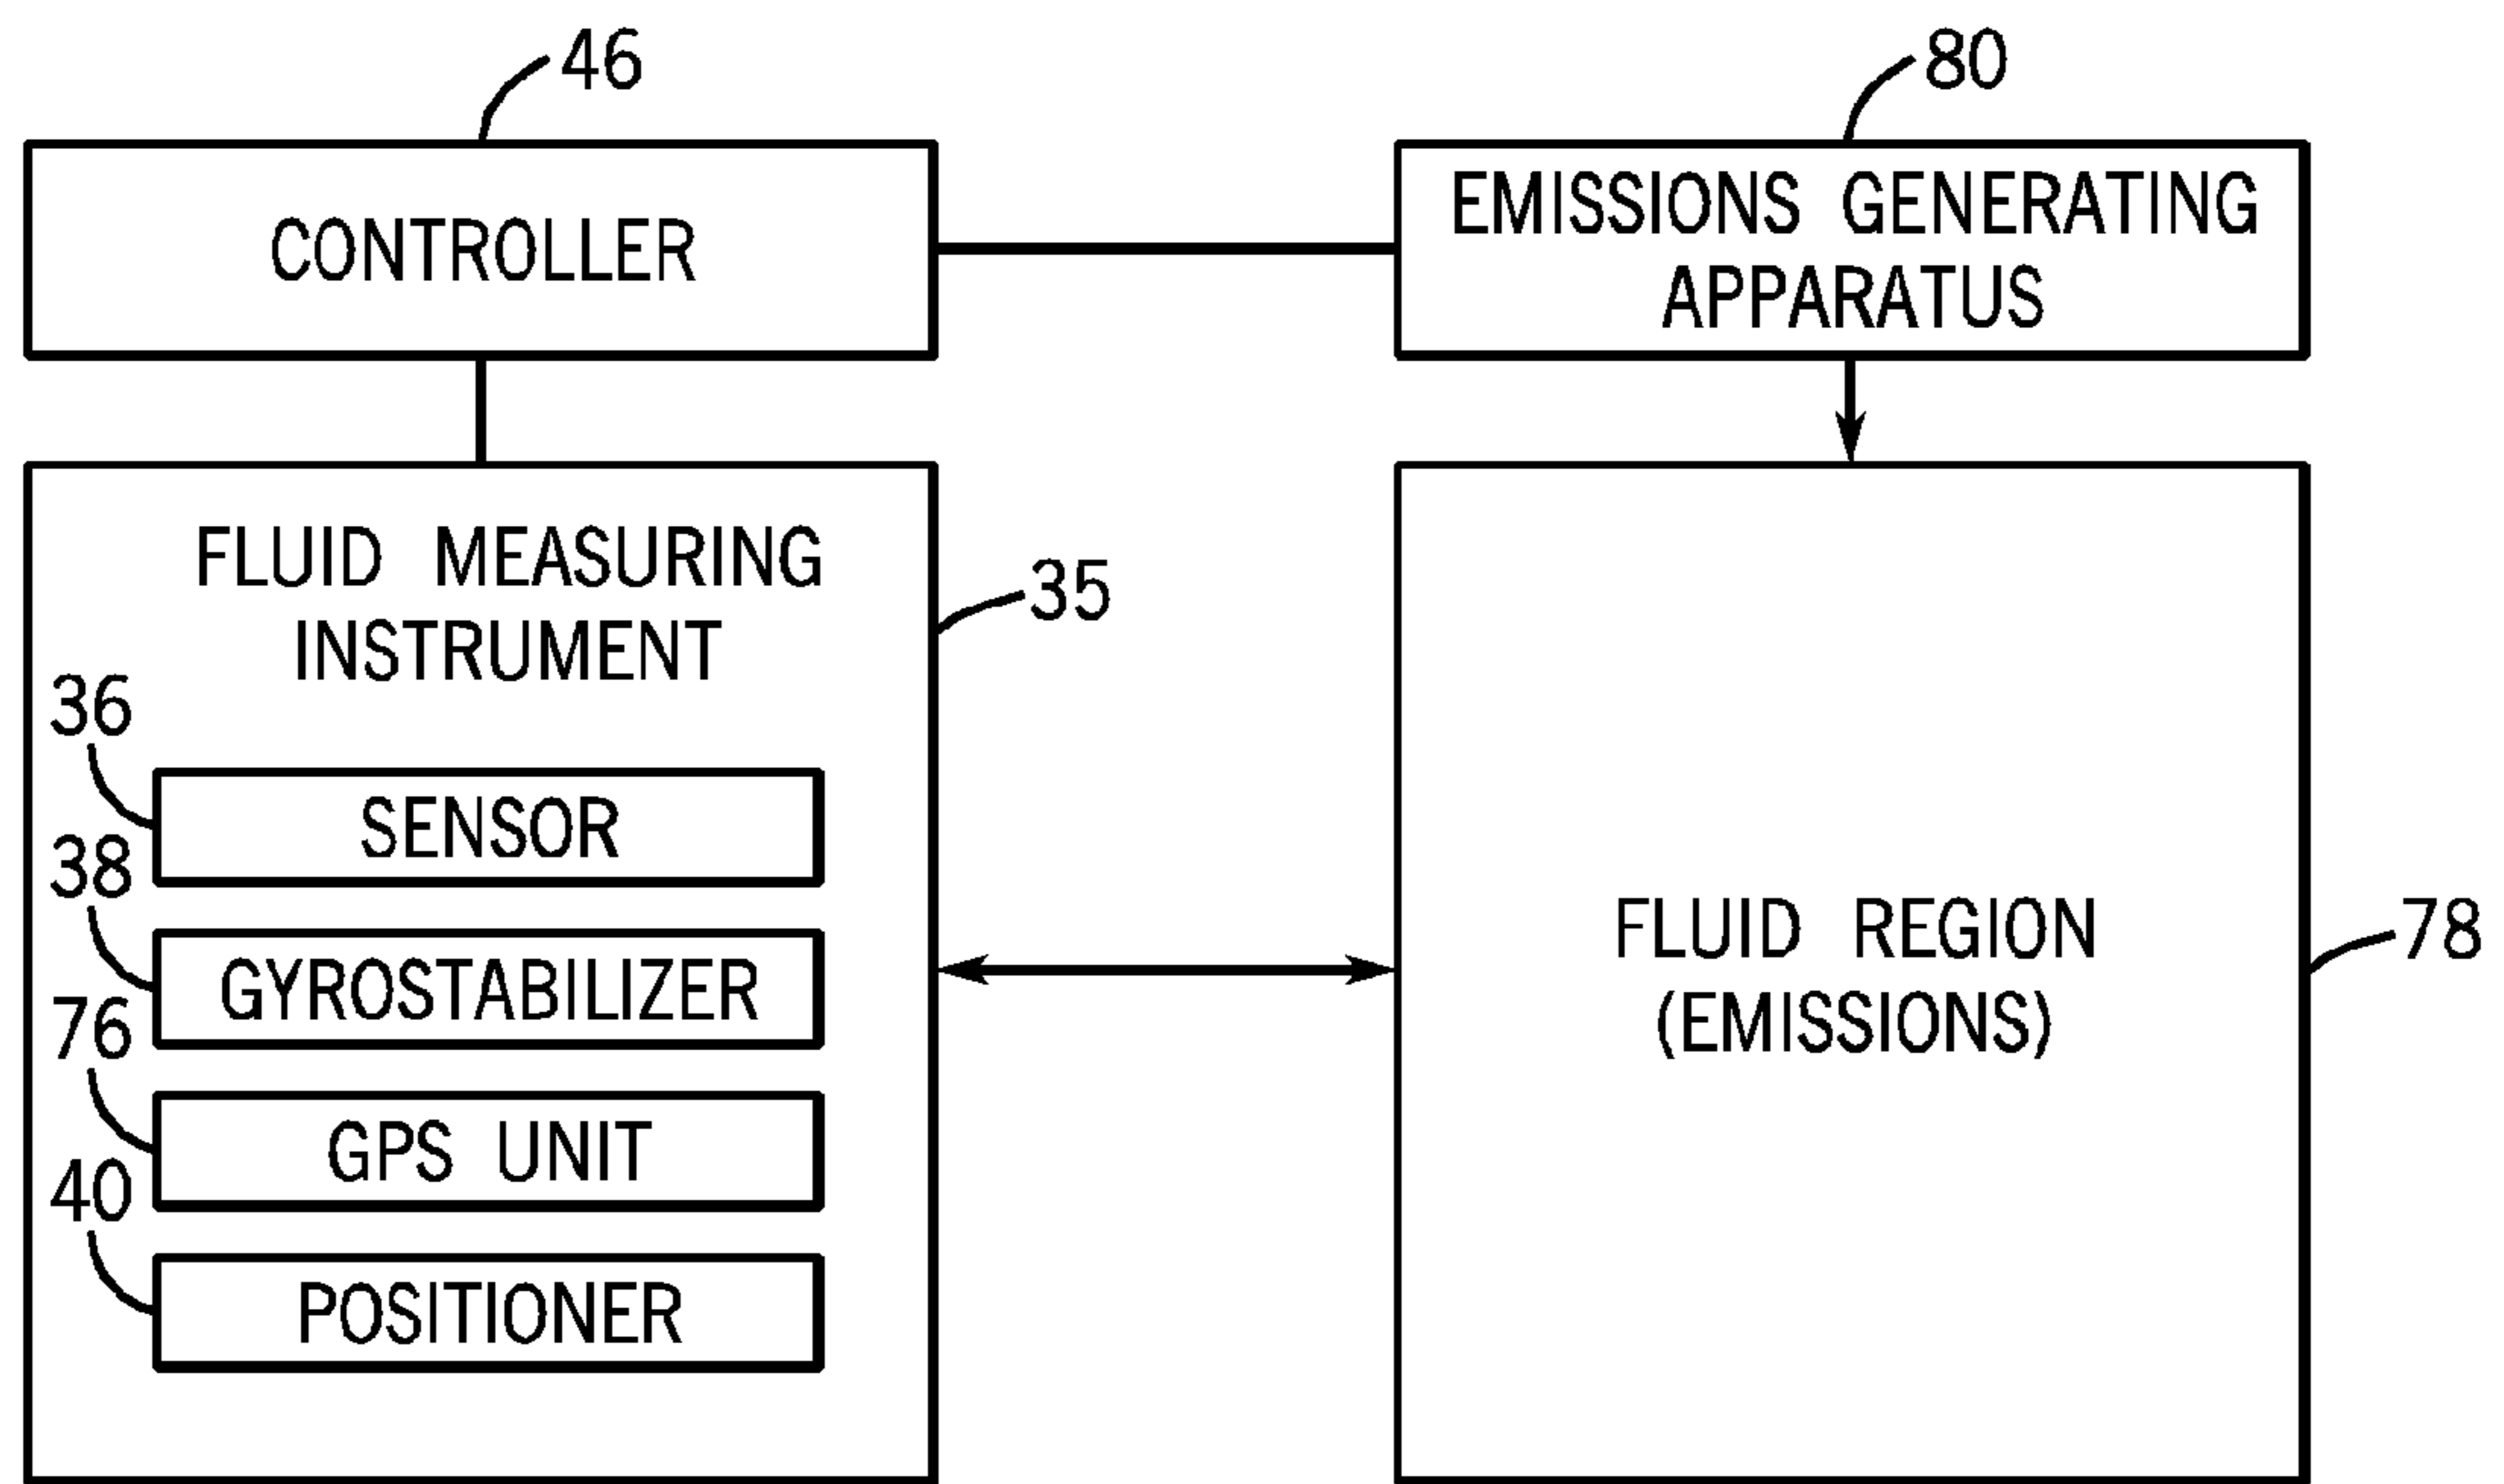 46
80
CONTROLLER
EMISSIONS GENERATING
APPARATUS
FLUID MEASURING
INSTRUMENT
35
36
SENSOR
38
GYROSTABILIZER
76
GPS UNIT
40
POSITIONER
FLUID REGION
(EMISSIONS)
78